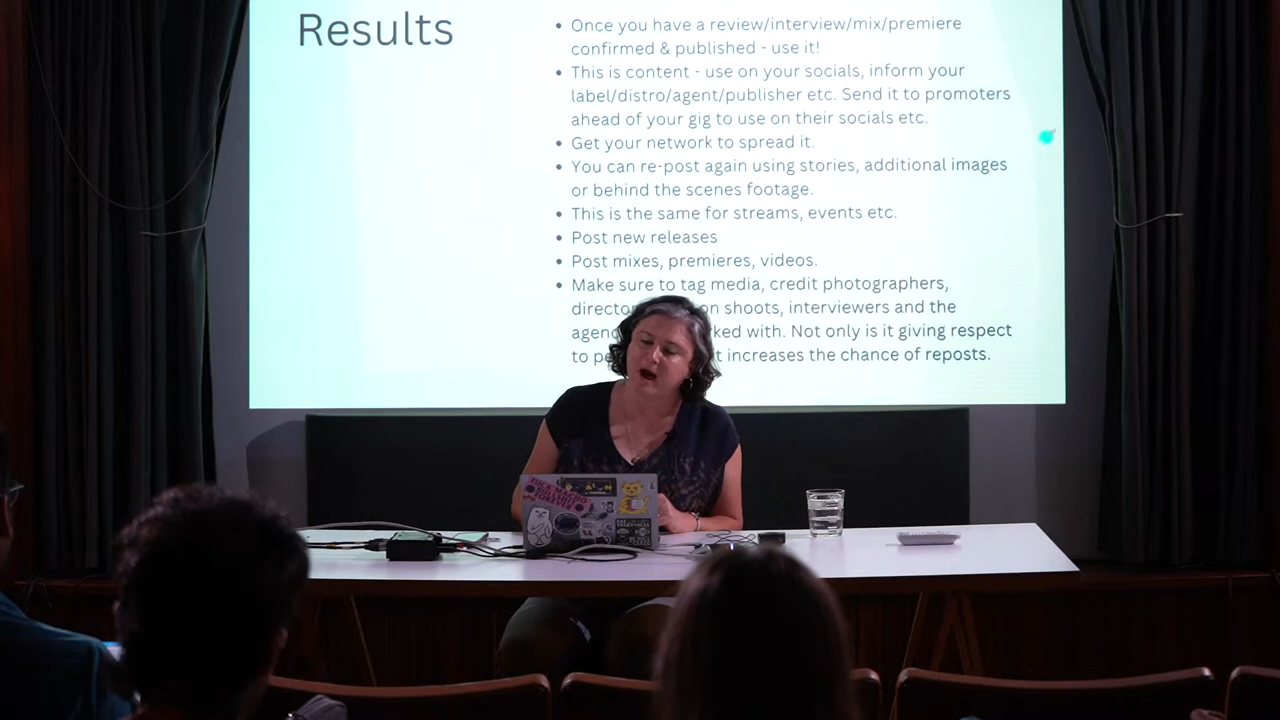 Results
• Once you have a review/interview/mix/premiere
confirmed & published - use it!
• This is content - use on your socials, inform your
label/distro/agent/publisher etc. Send it to promoters
ahead of your gig to use on their socials etc.
• Get your network to spread it.
• You can re-post again using stories, additional images
or behind the scenes footage.
• This is the same for streams, events etc.
• Post new releases
• Post mixes, premieres, videos.
• Make sure to tag media, credit photographers,
on shoots, interviewers and the
with. Not only is it giving respect
to increases the chance of reposts.
FOREVER